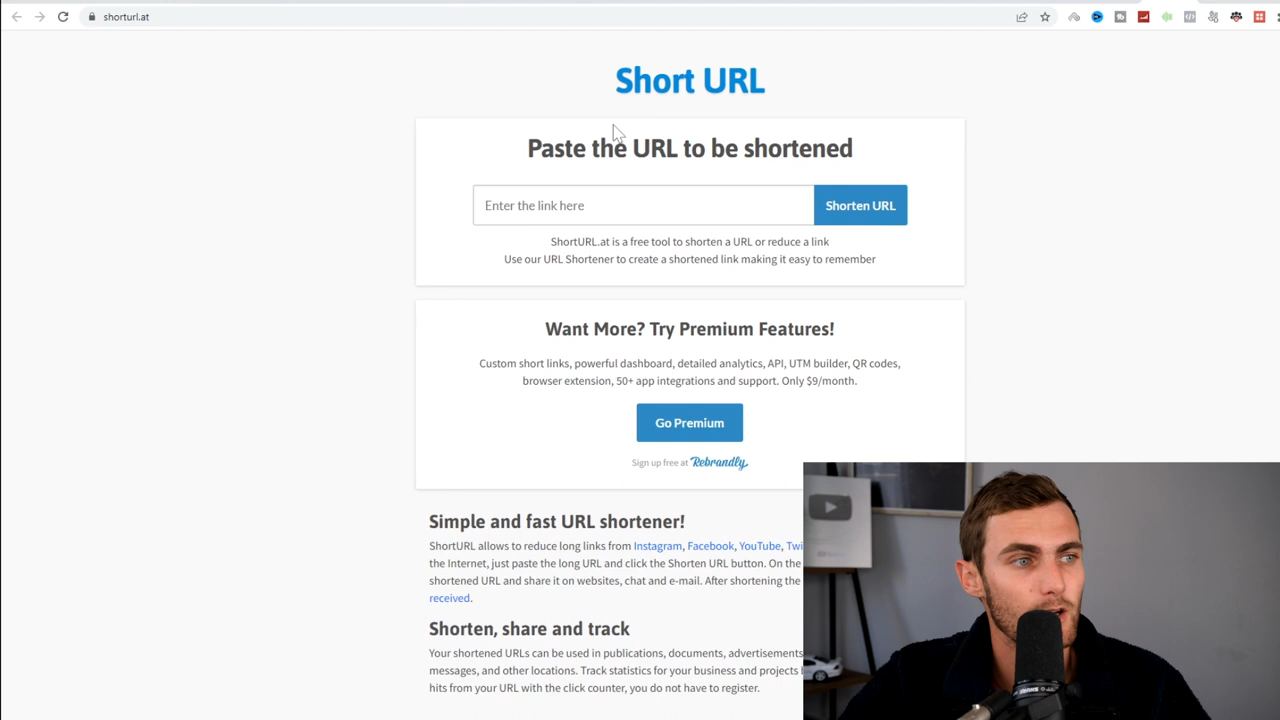 shorturl.at
Short URL
Paste the URL to be shortened
Enter the link here
Shorten URL
ShortURL.at is a free tool to shorten a URL or reduce a link
Use our URL Shortener to create a shortened link making it easy to remember
Want More? Try Premium Features!
Custom short links, powerful dashboard, detailed analytics, API, UTM builder, QR codes,
browser extension, 50+ app integrations and support. Only $9/month.
Go Premium
Sign up free at Rebrandly
Simple and fast URL shortener!
ShortURL allows to reduce long links from Instagram, Facebook, YouTube, Twi
the Internet, just paste the long URL and click the Shorten URL button. On the
shortened URL and share it on websites, chat and e-mail. After shortening the
received.
Shorten, share and track
Your shortened URLs can be used in publications, documents, advertisements
messages, and other locations. Track statistics for your business and projects
hits from your URL with the click counter, you do not have to register.